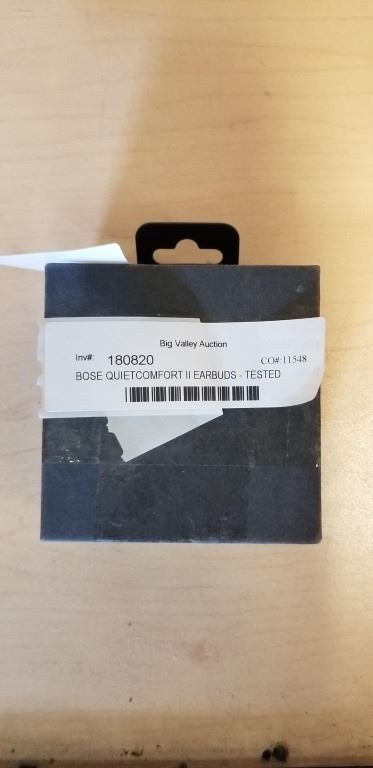 Big Valley Auction
Inv#: 180820 CO#:11548
BOSE QUIETCOMFORT II EARBUDS - TESTED